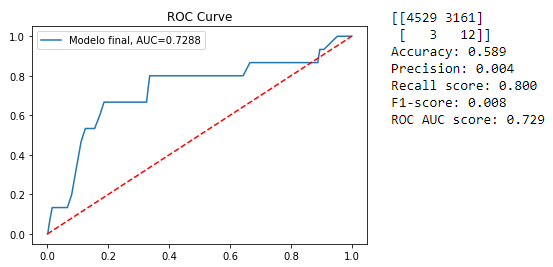 ROC Curve
Modelo final, AUC=0.7288
1.0
0.8
0.6
0.4
0.2
0.0
0.0 0.2 0.4 0.6 0.8 1.0
[[4529 3161]
[ 3 12]]
Accuracy: 0.589
Precision: 0.004
Recall score: 0.800
F1-score: 0.008
ROC AUC score: 0.729